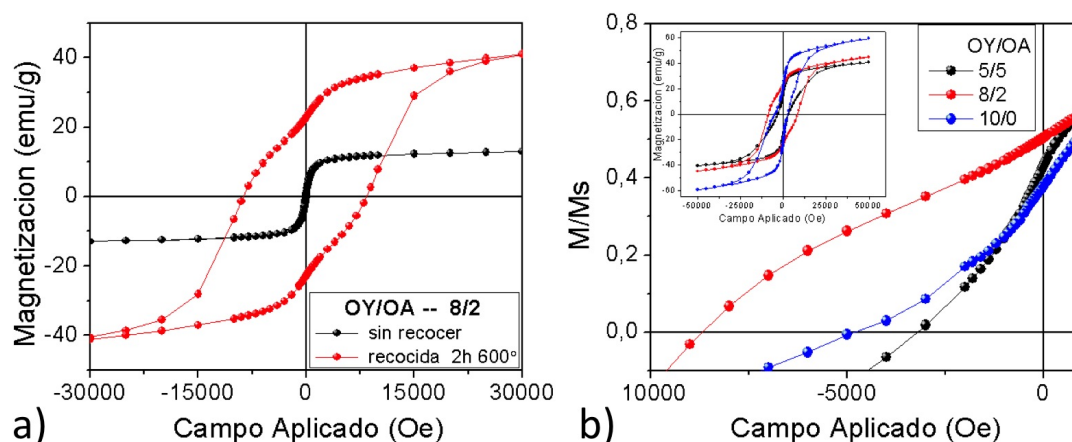 Magnetizacion (emu/g)
40
20
0
-20
-40
OY/OA -- 8/2
sin recocer
recocida 2h 600°
-30000 -15000 0 15000 30000
Campo Aplicado (Oe)
a)
M/Ms
0,8
0,6
0,4
0,2
0,0
Magnetizacion (emu/g)
60
40
20
0
-20
-40
-60
-50000 -25000 0 25000 50000
Campo Aplicado (Oe)
OY/OA
5/5
8/2
10/0
10000 -5000 0
Campo Aplicado (Oe)
b)